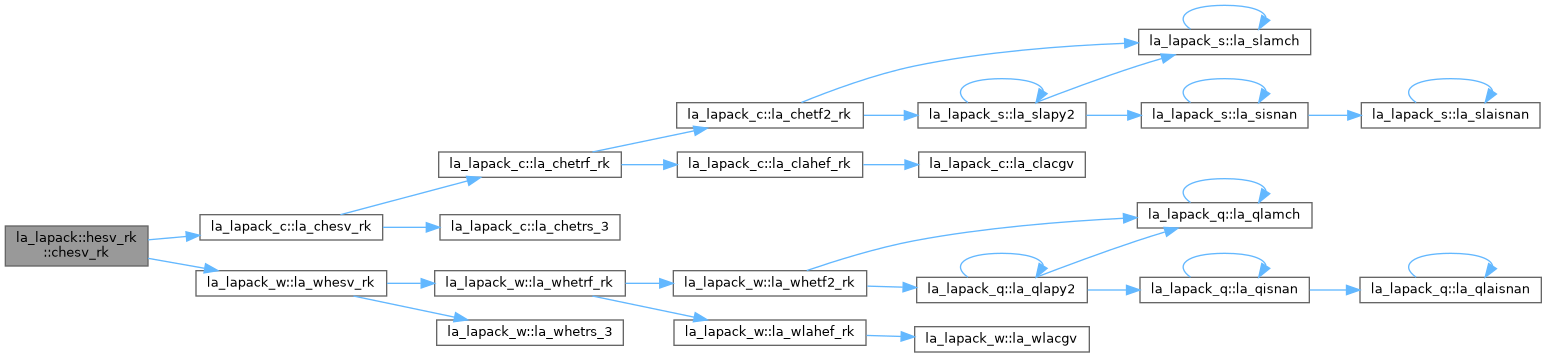 la_lapack::hesv_rk
::chesv_rk
la_lapack_c::la_chesv_rk
la_lapack_c::la_chetrf_rk
la_lapack_c::la_chetf2_rk
la_lapack_s::la_slamch
la_lapack_s::la_slapy2
la_lapack_s::la_sisnan
la_lapack_s::la_slaisnan
la_lapack_c::la_clahef_rk
la_lapack_c::la_clacgv
la_lapack_c::la_chetrs_3
la_lapack_w::la_whesv_rk
la_lapack_w::la_whetrf_rk
la_lapack_w::la_whetf2_rk
la_lapack_q::la_qlamch
la_lapack_q::la_qlapy2
la_lapack_q::la_qisnan
la_lapack_q::la_qlaisnan
la_lapack_w::la_wlahef_rk
la_lapack_w::la_wlacgv
la_lapack_w::la_whetrs_3